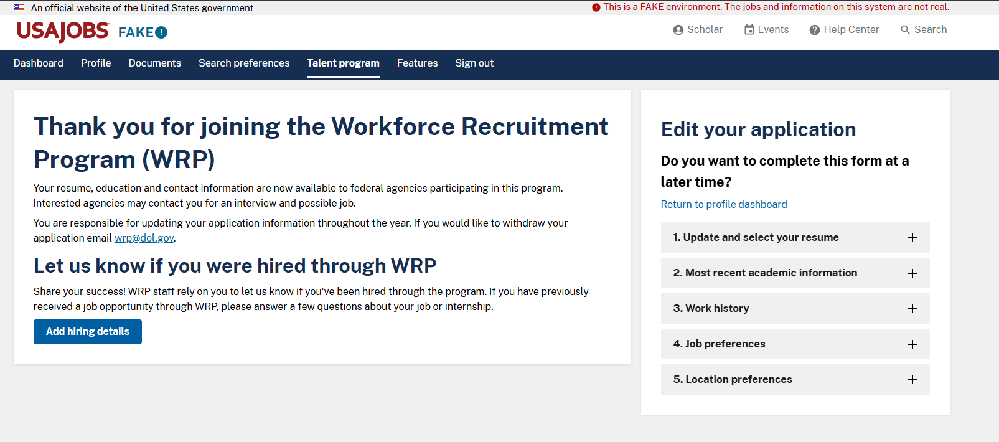 An official website of the United States government
This is a FAKE environment. The jobs and information on this system are not real.
USAJOBS FAKE
Scholar Events Help Center Search
Dashboard Profile Documents Search preferences Talent program Features Sign out
Thank you for joining the Workforce Recruitment
Program (WRP)
Your resume, education and contact information are now available to federal agencies participating in this program.
Interested agencies may contact you for an interview and possible job.
You are responsible for updating your application information throughout the year. If you would like to withdraw your
application email wrp@dol.gov.
Let us know if you were hired through WRP
Share your success! WRP staff rely on you to let us know if you've been hired through the program. If you have previously
received a job opportunity through WRP, please answer a few questions about your job or internship.
Add hiring details
Edit your application
Do you want to complete this form at a
later time?
Return to profile dashboard
1. Update and select your resume
2. Most recent academic information
3. Work history
4. Job preferences
5. Location preferences